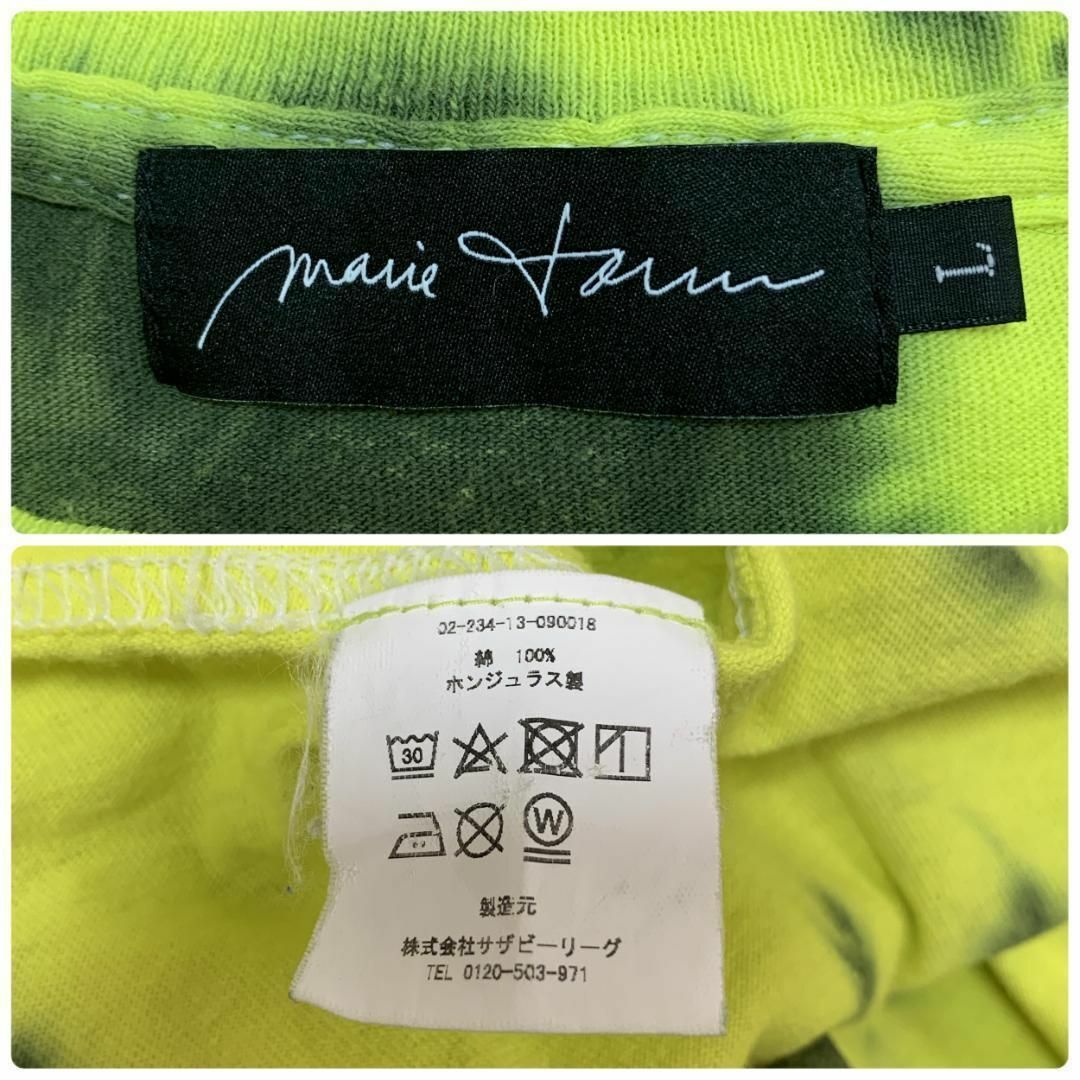 marie
L
02-234-13-090018
綿 100%
ホンジュラス製
30
W
製造元
株式会社サザビーリーグ
TEL 0120-503-971